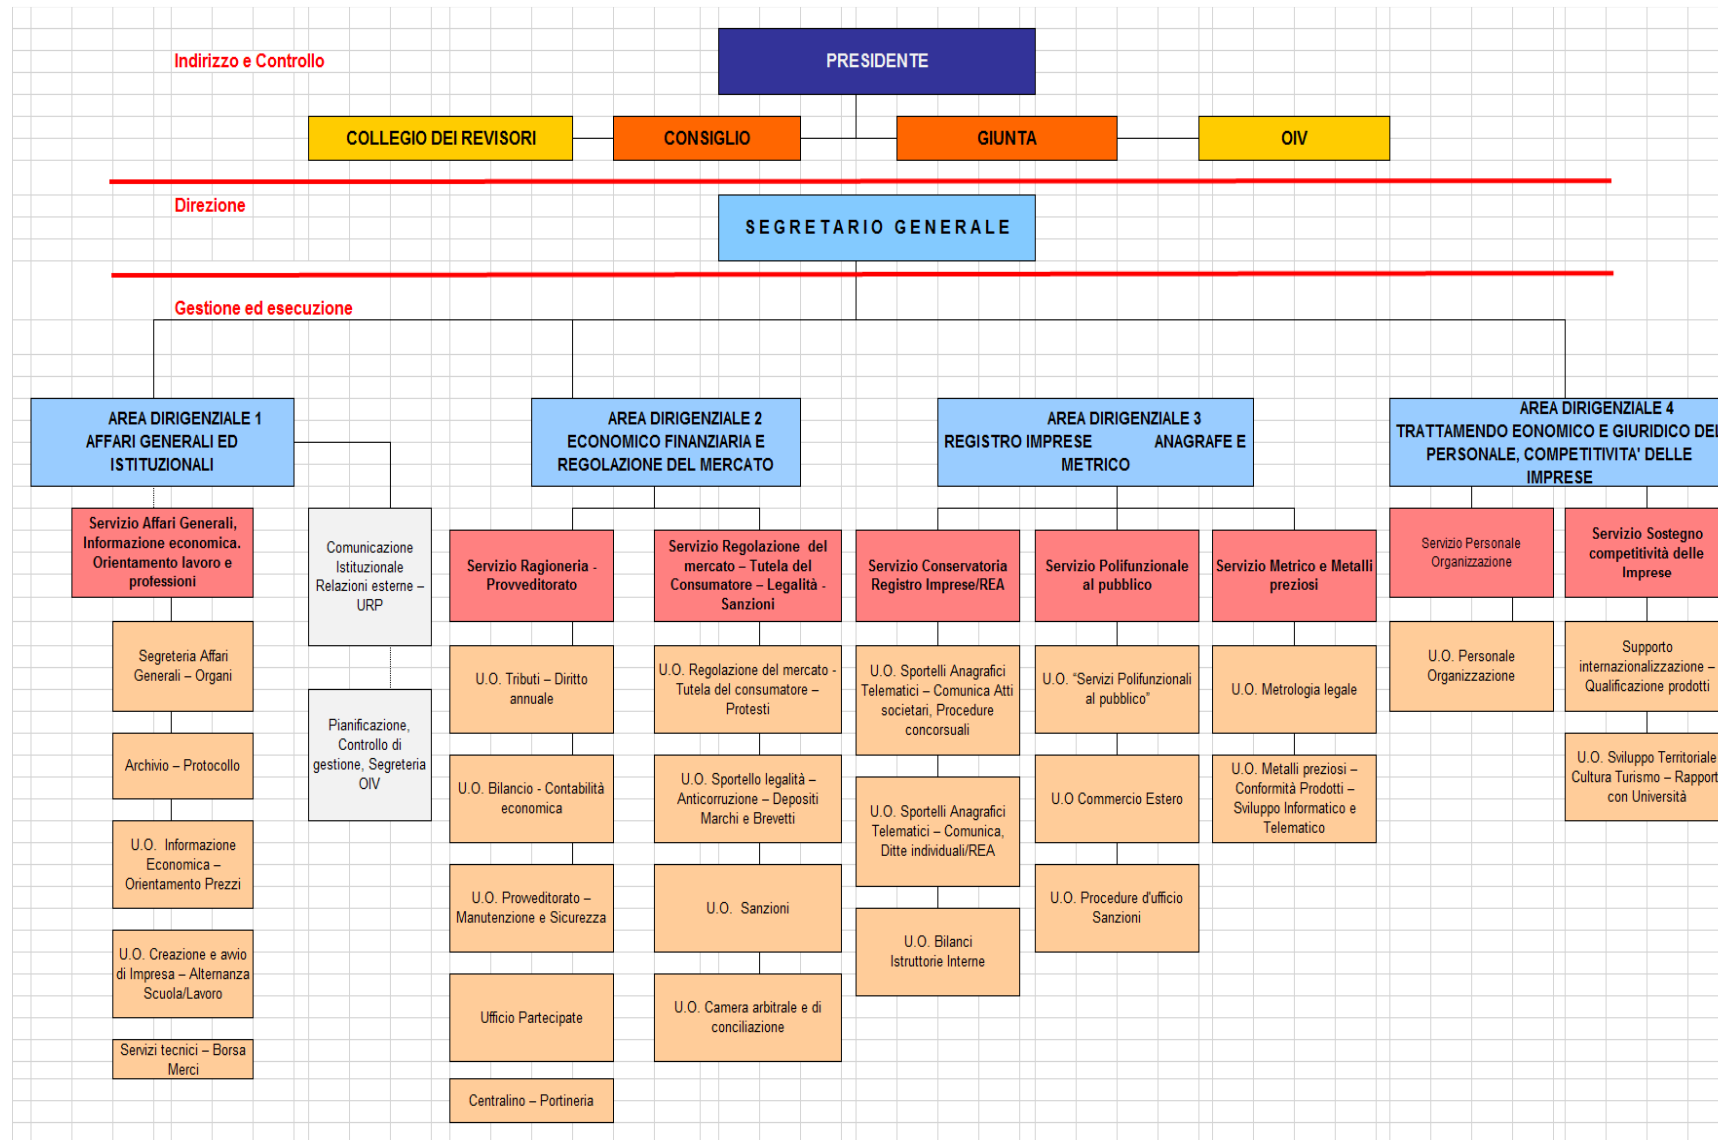 Indirizzo e Controllo
PRESIDENTE
COLLEGIO DEI REVISORI
CONSIGLIO
GIUNTA
OIV
Direzione
SEGRETARIO GENERALE
Gestione ed esecuzione
AREA DIRIGENZIALE 1
AFFARI GENERALI ED
ISTITUZIONALI
AREA DIRIGENZIALE 2
ECONOMICO FINANZIARIA E
REGOLAZIONE DEL MERCATO
AREA DIRIGENZIALE 3
REGISTRO IMPRESE ANAGRAFE E
METRICO
AREA DIRIGENZIALE 4
TRATTAMENDO EONOMICO E GIURIDICO DEL
PERSONALE, COMPETITIVITA' DELLE
IMPRESE
Servizio Affari Generali,
Informazione economica.
Orientamento lavoro e
professioni
Segreteria Affari
Generali – Organi
Archivio – Protocollo
U.O. Informazione
Economica –
Orientamento Prezzi
U.O. Creazione e avvio
di Impresa – Alternanza
Scuola/Lavoro
Servizi tecnici – Borsa
Merci
Comunicazione
Istituzionale
Relazioni esterne –
URP
Pianificazione,
Controllo di
gestione, Segreteria
OIV
Servizio Ragioneria -
Provveditorato
U.O. Tributi – Diritto
annuale
U.O. Bilancio - Contabilità
economica
U.O. Provveditorato –
Manutenzione e Sicurezza
Ufficio Partecipate
Centralino – Portineria
Servizio Regolazione del
mercato – Tutela del
Consumatore – Legalità -
Sanzioni
U.O. Regolazione del mercato -
Tutela del consumatore –
Protesti
U.O. Sportello legalità –
Anticorruzione – Depositi
Marchi e Brevetti
U.O. Sanzioni
U.O. Camera arbitrale e di
conciliazione
Servizio Conservatoria
Registro Imprese/REA
U.O. Sportelli Anagrafici
Telematici – Comunica Atti
societari, Procedure
concorsuali
U.O. Sportelli Anagrafici
Telematici – Comunica,
Ditte individuali/REA
U.O. Bilanci
Istruttorie Interne
Servizio Polifunzionale
al pubblico
U.O. “Servizi Polifunzionali
al pubblico”
U.O Commercio Estero
U.O. Procedure d'ufficio
Sanzioni
Servizio Metrico e Metalli
preziosi
U.O. Metrologia legale
U.O. Metalli preziosi –
Conformità Prodotti –
Sviluppo Informatico e
Telematico
Servizio Personale
Organizzazione
U.O. Personale
Organizzazione
Servizio Sostegno
competitività delle
Imprese
Supporto
internazionalizzazione –
Qualificazione prodotti
U.O. Sviluppo Territoriale
Cultura Turismo – Rapport
con Università